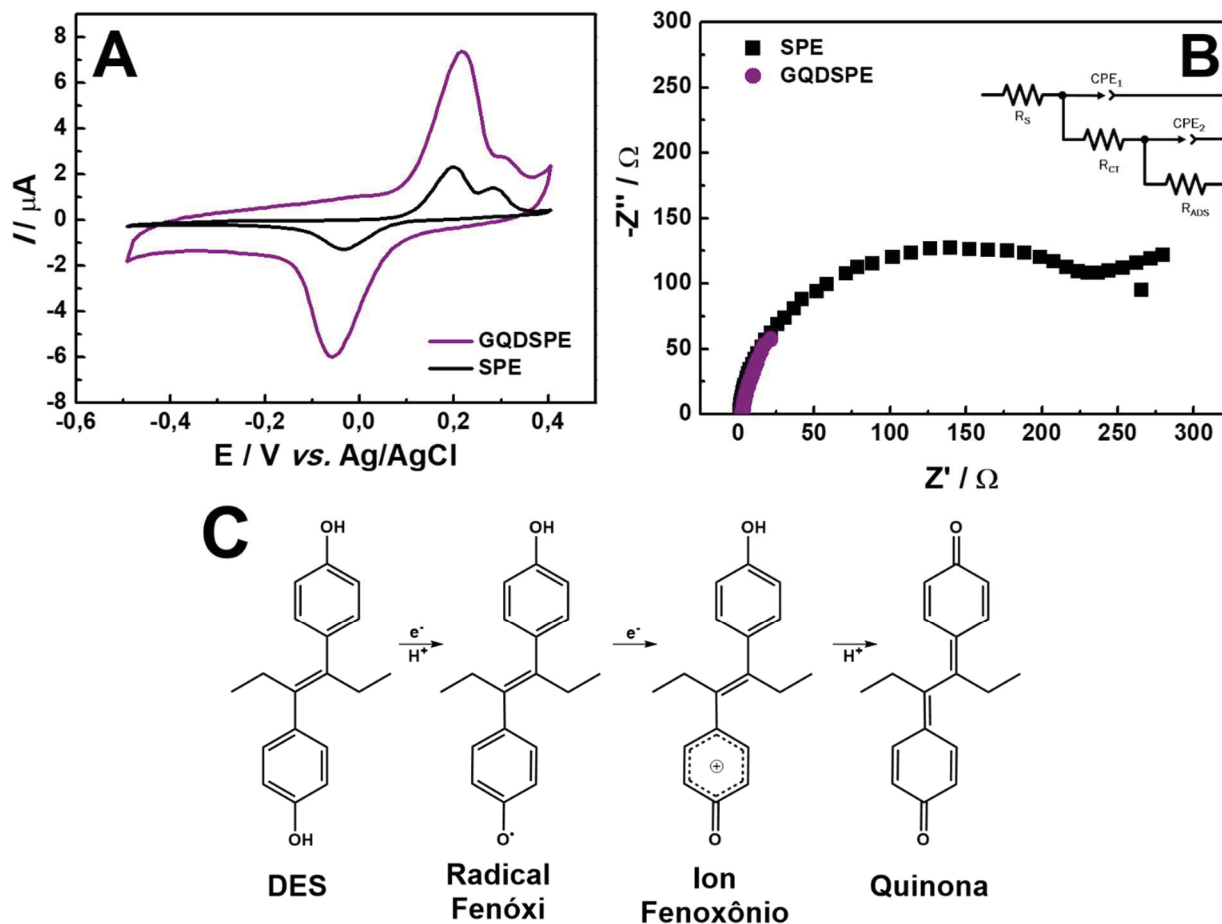 A
8
6
4
2
0
-2
-4
-6
-8
I / μA
GQDSPE
SPE
-0,6
-0,4
-0,2
0,0
0,2
0,4
E / V vs. Ag/AgCl
B
SPE
GQDSPE
300
250
200
150
100
50
0
-Z'' / Ω
R_S
CPE_1
R_CT
CPE_2
R_ADS
0
50
100
150
200
250
300
Z' / Ω
C
OH
OH
DES
e-
H+
OH
O•
Radical
Fenóxi
e-
OH
⊕
O
Ion
Fenoxônio
H+
O
O
Quinona